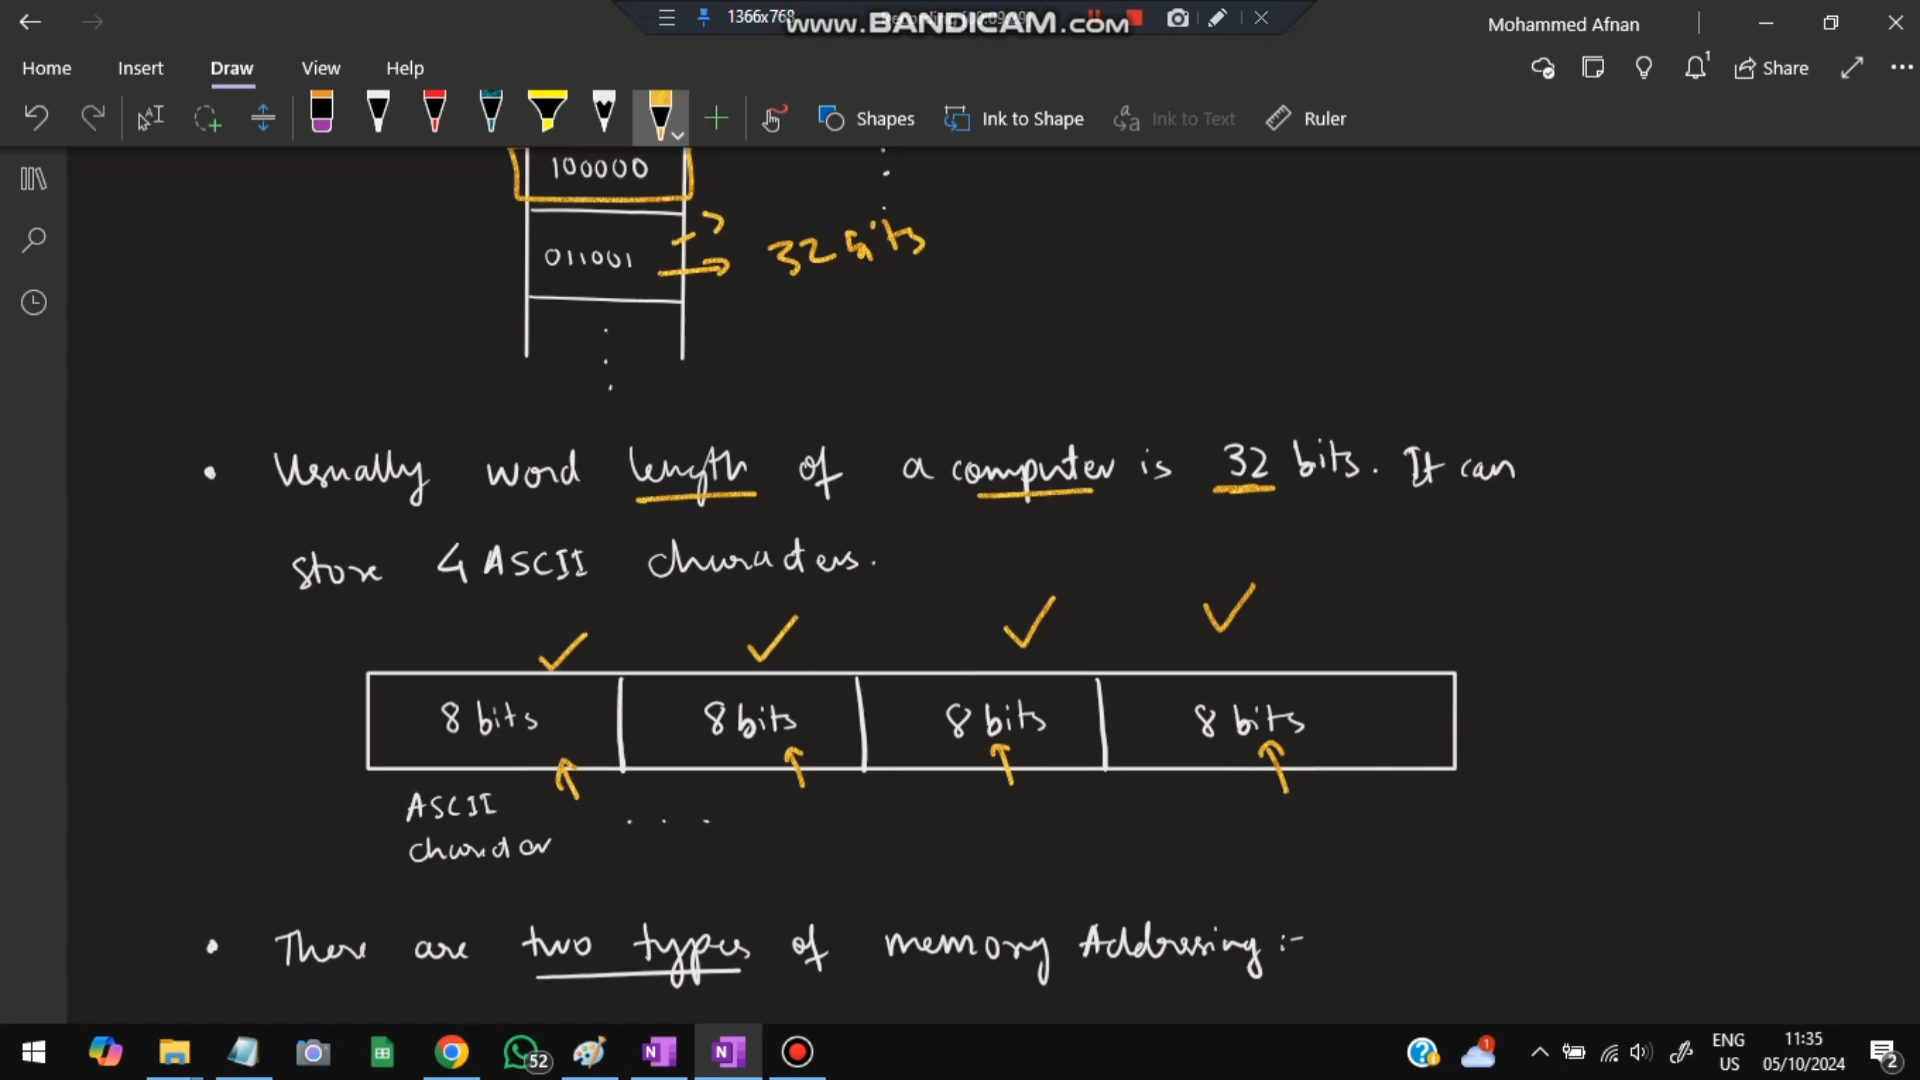 1366x768
www.BANDICAM.com
Mohammed Afnan
Home Insert Draw View Help
1
Share
Shapes
Ink to Shape
Ink to Text
Ruler
100000
011001
32 bits
• Usually word length of a computer is 32 bits. It can
store 4 ASCII characters.
8 bits 8 bits 8 bits 8 bits
ASCII
character
. . .
• There are two types of memory Addressing :-
52
N N
1
ENG
US
11:35
05/10/2024
2